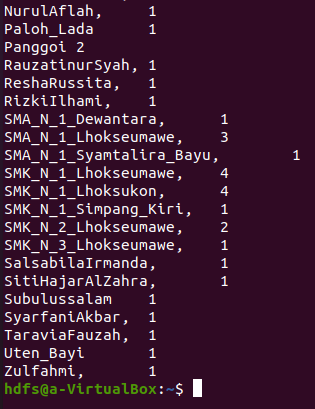 NurulAflah, 1
Paloh_Lada 1
Panggoi 2
RauzatinurSyah, 1
ReshaRussita, 1
RizkiIlhami, 1
SMA_N_1_Dewantara, 1
SMA_N_1_Lhokseumawe, 3
SMA_N_1_Syamtalira_Bayu, 1
SMK_N_1_Lhokseumawe, 4
SMK_N_1_Lhoksukon, 4
SMK_N_1_Simpang_Kiri, 1
SMK_N_2_Lhokseumawe, 2
SMK_N_3_Lhokseumawe, 1
SalsabilaIrmanda, 1
SitiHajarAlZahra, 1
Subulussalam 1
SyarfaniAkbar, 1
TaraviaFauzah, 1
Uten_Bayi 1
Zulfahmi, 1
hdfs@a-VirtualBox:~$